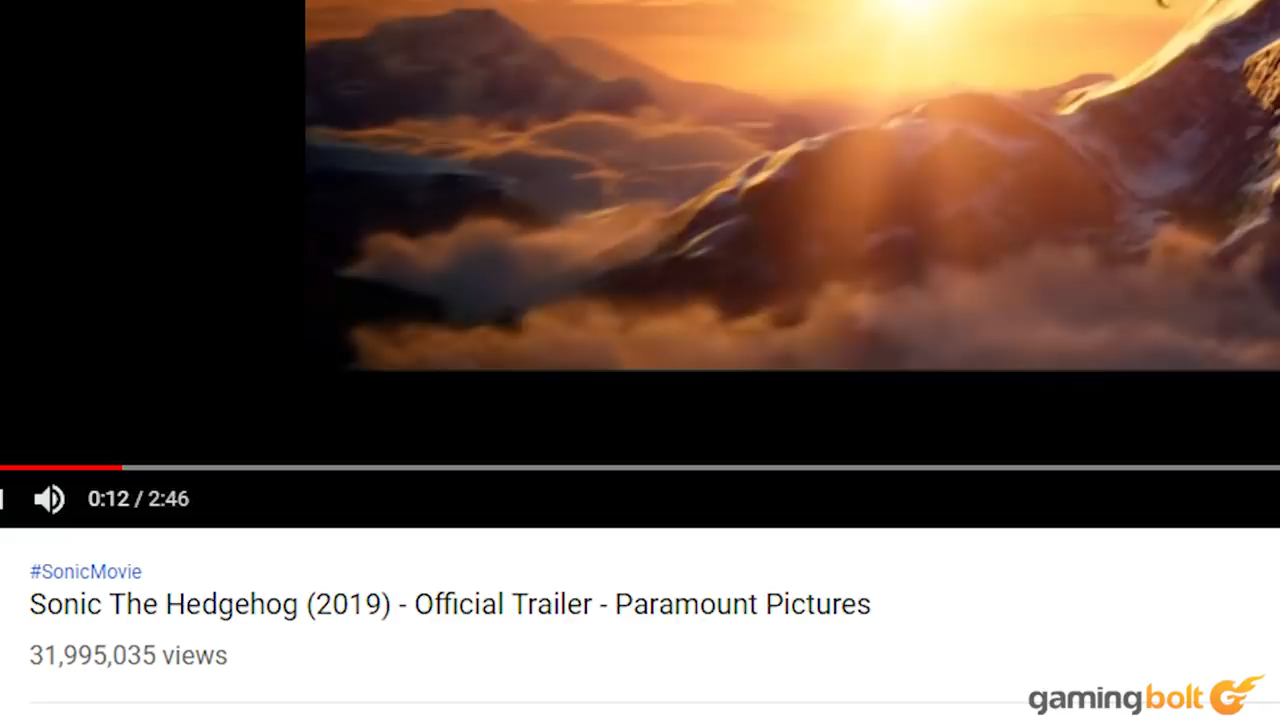 0:12 / 2:46
#SonicMovie
Sonic The Hedgehog (2019) - Official Trailer - Paramount Pictures
31,995,035 views
gamingbolt